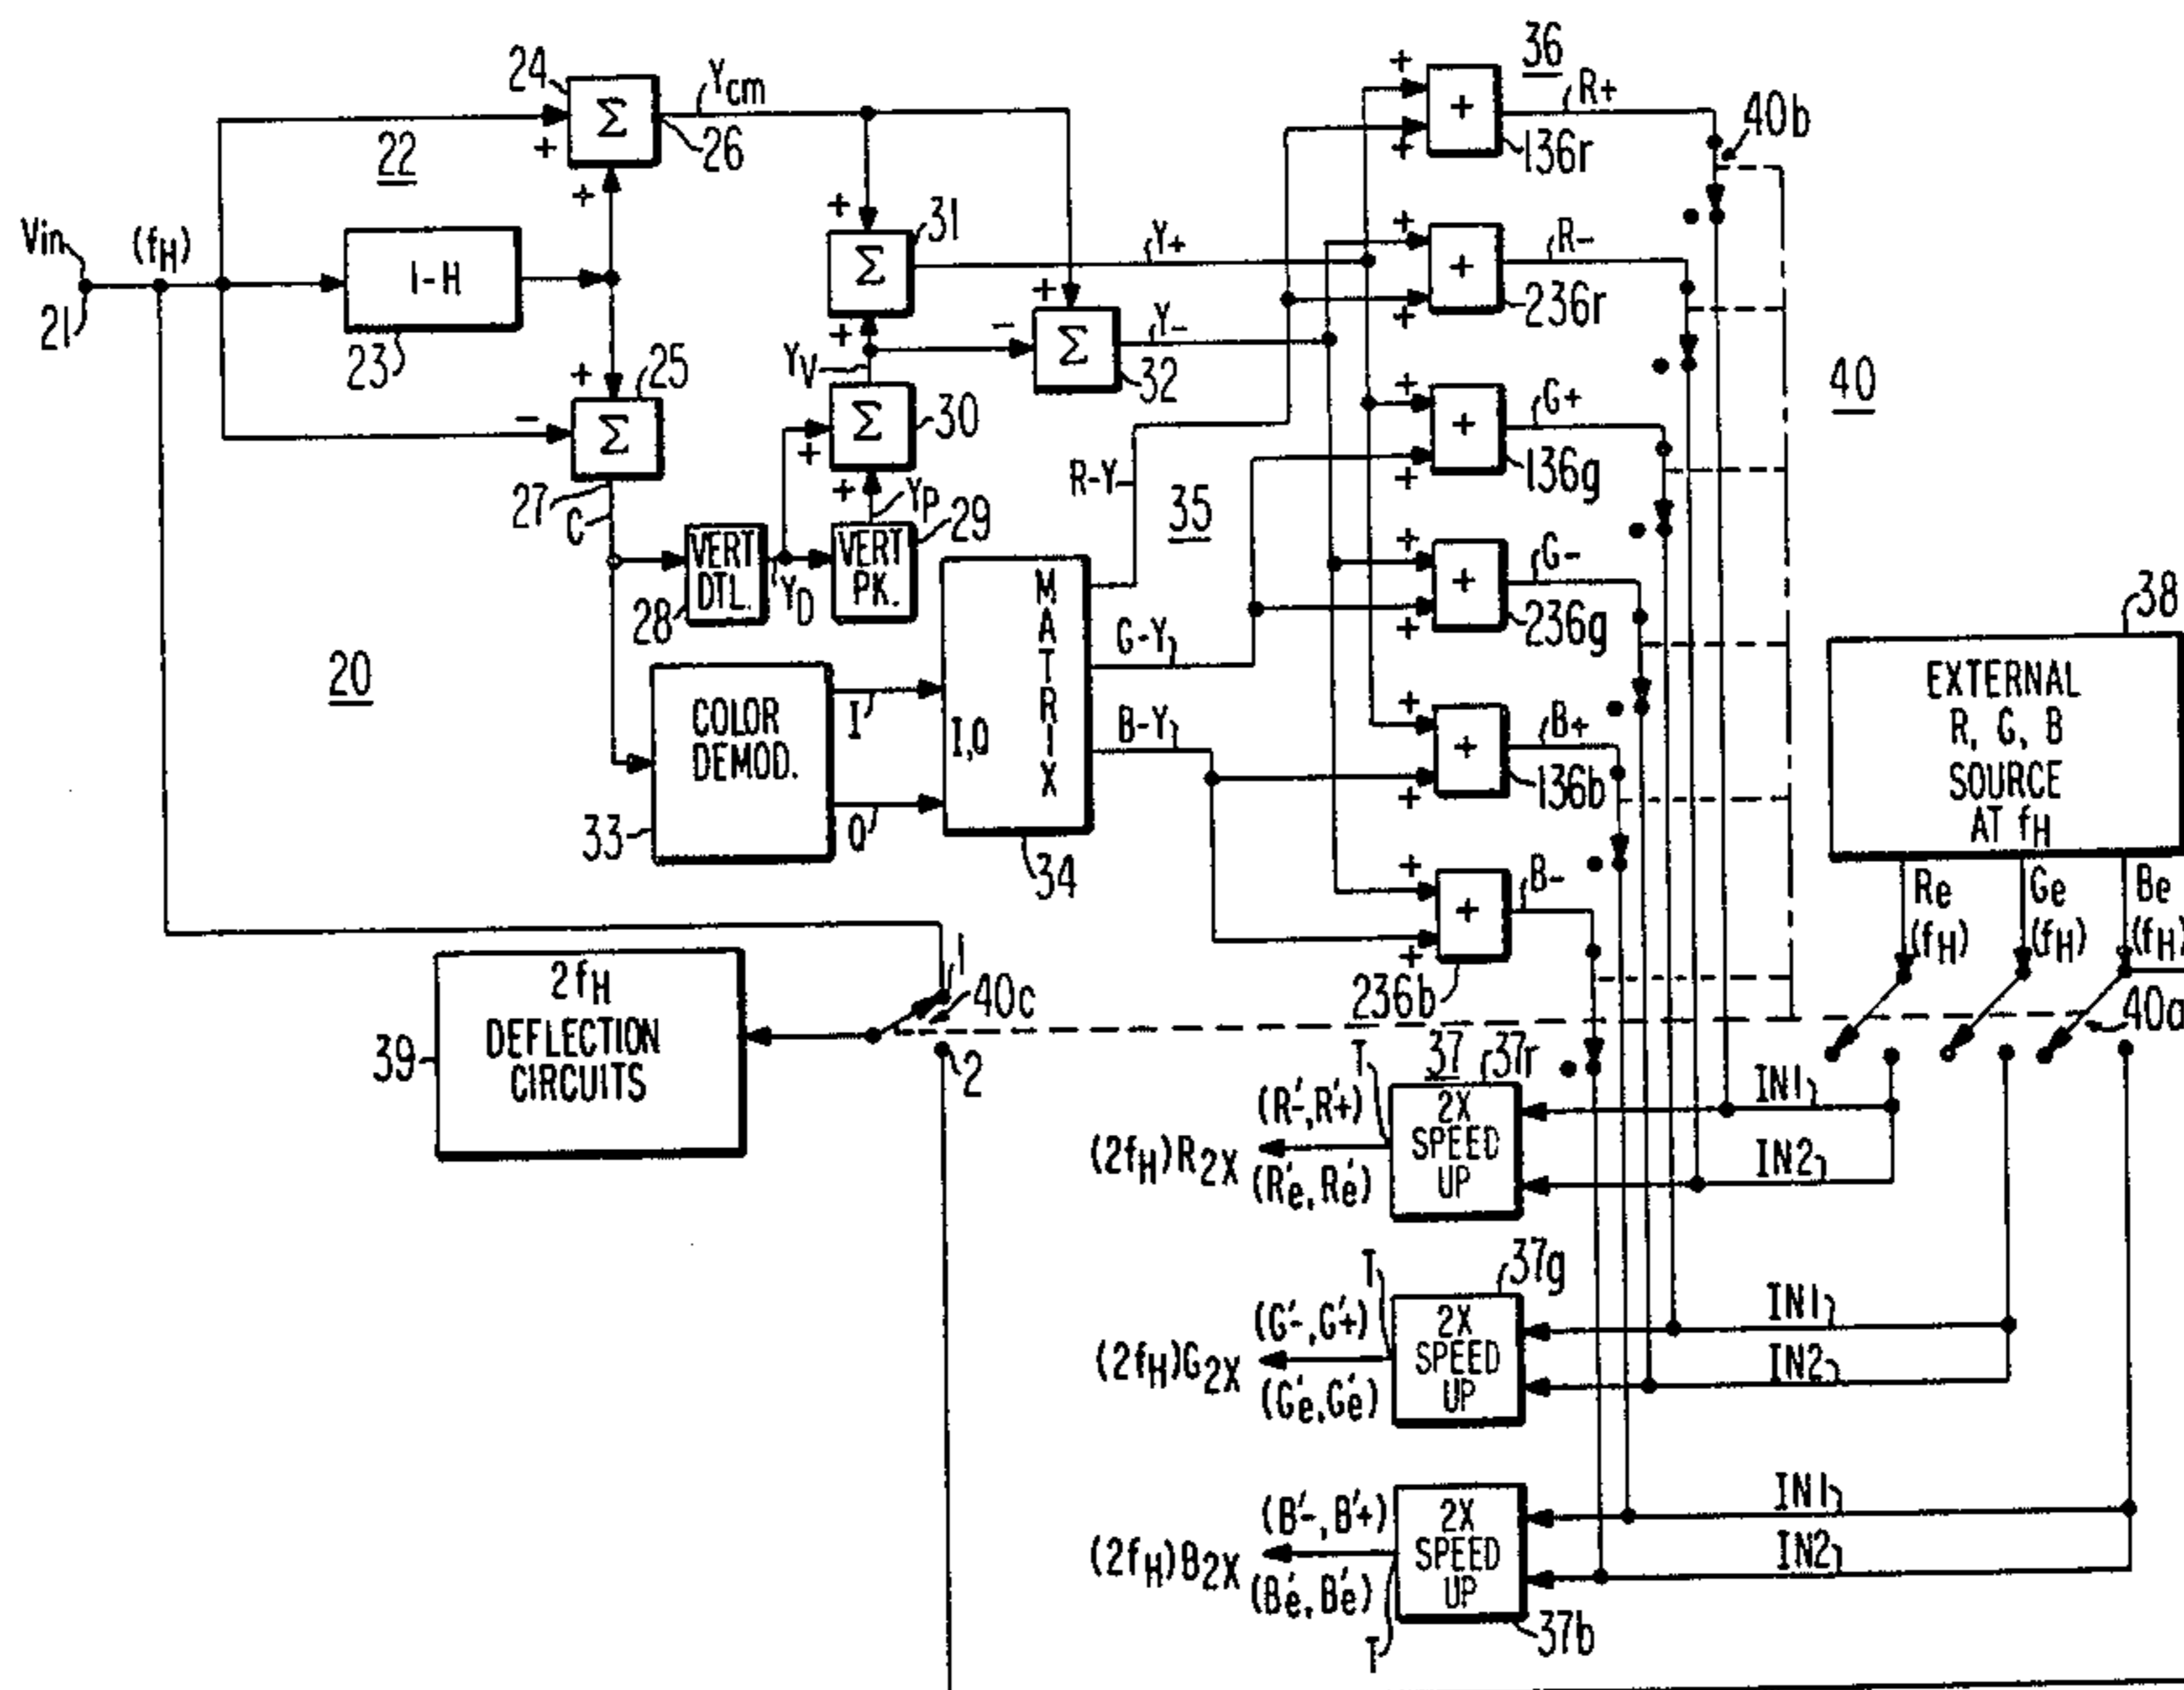 24
Σ
+
+
Ycm
26
22
Vin
(fH)
21
1-H
23
+
-
Σ
25
27
C
+
31
Σ
+
YV
Y+
+
-
Σ
32
Y-
Σ
30
+
+
YP
VERT
DTL.
28
YD
VERT
PK.
29
20
COLOR
DEMOD.
33
I
Q
I,Q
MATRIX
34
R-Y
35
G-Y
B-Y
36
+
+
+
R+
136r
40b
+
+
+
R-
236r
+
+
+
G+
136g
+
+
+
G-
236g
+
+
+
B+
136b
+
+
+
B-
236b
40
38
EXTERNAL
R, G, B
SOURCE
AT fH
Re
(fH)
Ge
(fH)
Be
(fH)
40a
2fH
DEFLECTION
CIRCUITS
39
1
40c
2
37
37r
T
2X
SPEED
UP
(R'-,R'+)
(2fH)R2X
(R'e,R'e)
IN1
IN2
37g
T
2X
SPEED
UP
(G'-,G'+)
(2fH)G2X
(G'e,G'e)
IN1
IN2
2X
SPEED
UP
(B'-,B'+)
(2fH)B2X
(B'e,B'e)
T
37b
IN1
IN2